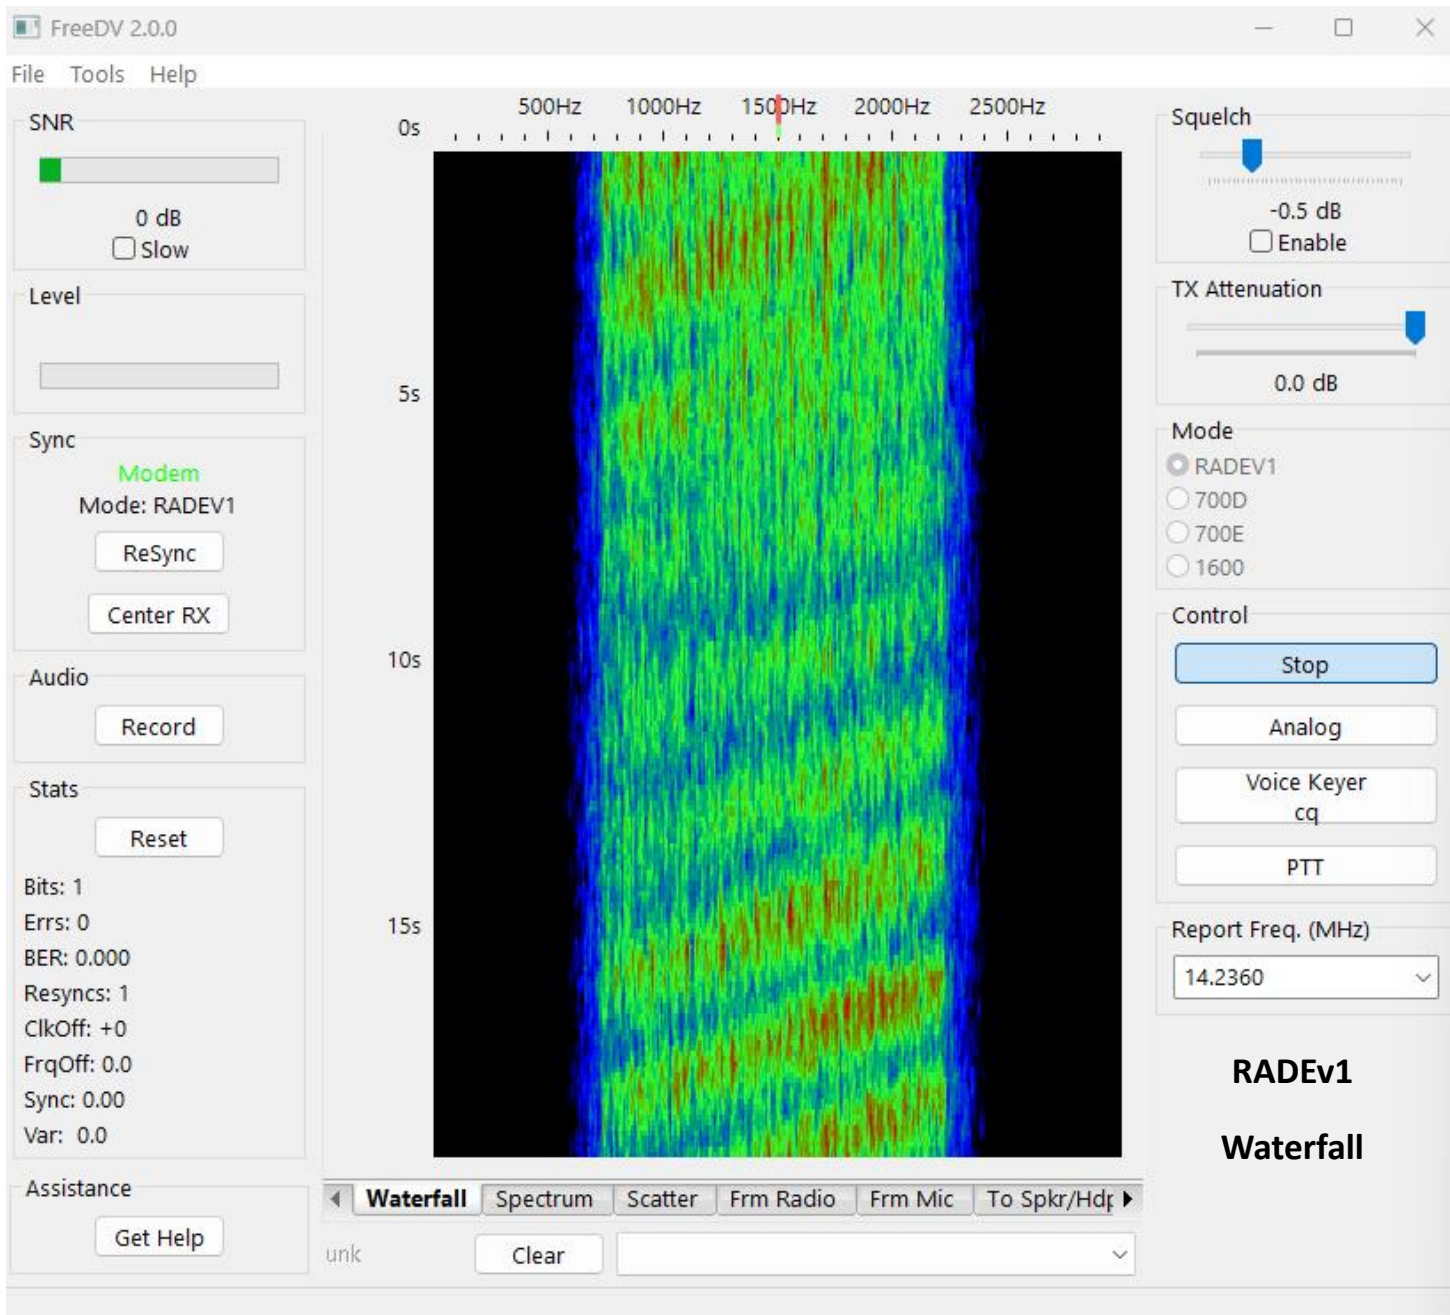 FreeDV 2.0.0
File Tools Help
SNR
0 dB
Slow
Level
Sync
Modem
Mode: RADEV1
ReSync
Center RX
Audio
Record
Stats
Reset
Bits: 1
Errs: 0
BER: 0.000
Resyncs: 1
ClkOff: +0
FrqOff: 0.0
Sync: 0.00
Var: 0.0
Assistance
Get Help
500Hz 1000Hz 1500Hz 2000Hz 2500Hz
0s
5s
10s
15s
Waterfall Spectrum Scatter Frm Radio Frm Mic To Spkr/Hdp
unk Clear
Squelch
-0.5 dB
Enable
TX Attenuation
0.0 dB
Mode
RADEV1
700D
700E
1600
Control
Stop
Analog
Voice Keyer
cq
PTT
Report Freq. (MHz)
14.2360
RADEv1
Waterfall